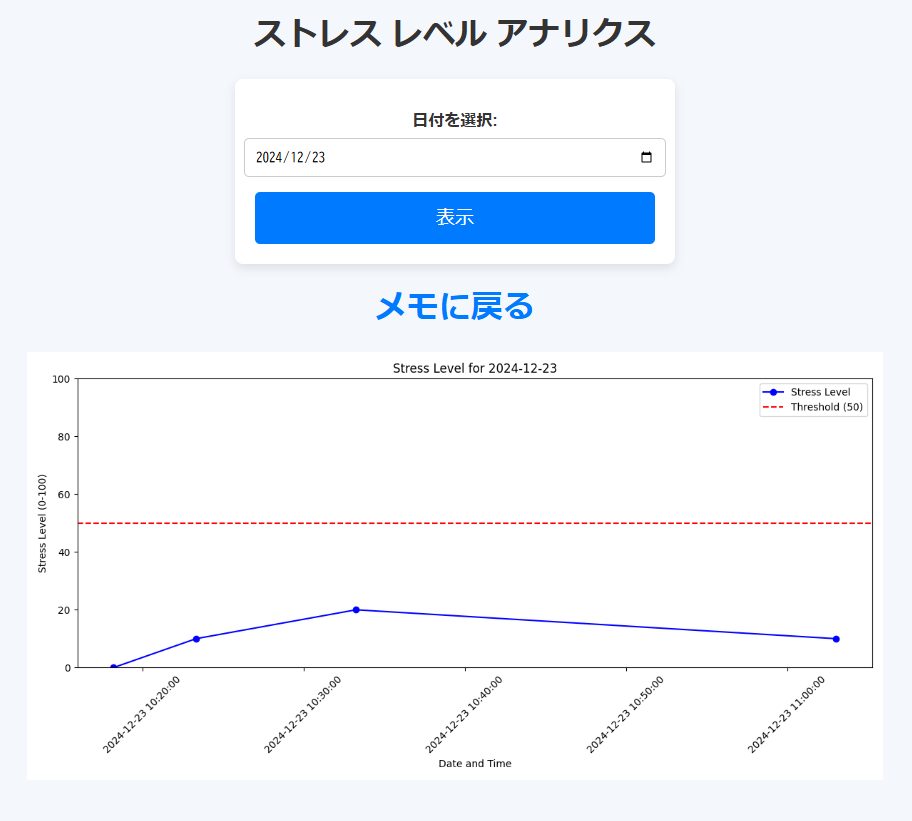 ストレス レベル アナリクス
日付を選択:
2024/12/23
表示
メモに戻る
Stress Level for 2024-12-23
Stress Level
Threshold (50)
100
80
60
40
20
0
Stress Level (0-100)
2024-12-23 10:20:00
2024-12-23 10:30:00
2024-12-23 10:40:00
2024-12-23 10:50:00
2024-12-23 11:00:00
Date and Time